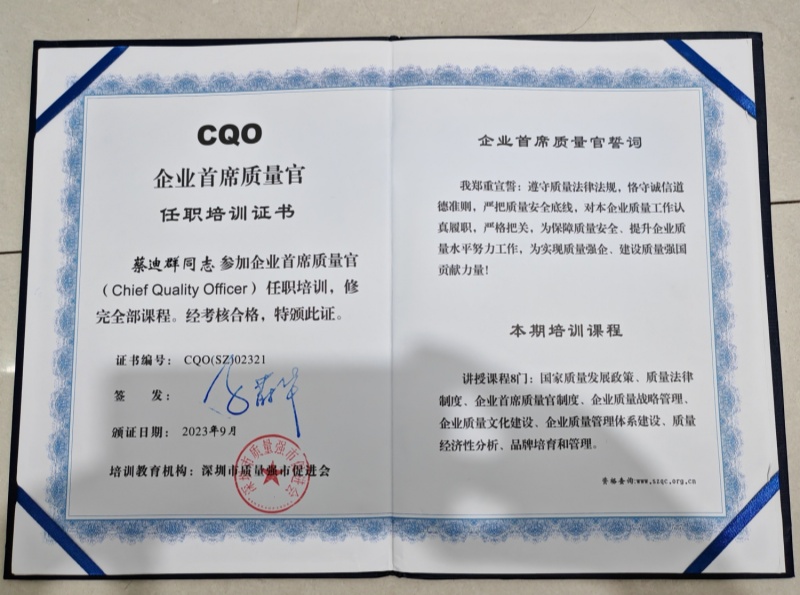 CQO
企业首席质量官
任职培训证书
蔡迪群同志参加企业首席质量官
（Chief Quality Officer）任职培训，修
完全部课程。经考核合格，特颁此证。
证书编号： CQO(SZ)02321
签 发：
颁证日期： 2023年9月
培训教育机构：深圳市质量强市促进会
深圳市质量强市促进会
企业首席质量官誓词
我郑重宣誓：遵守质量法律法规，恪守诚信道
德准则，严把质量安全底线，对本企业质量工作认
真履职，严格把关，为保障质量安全、提升企业质
量水平努力工作，为实现质量强企、建设质量强国
贡献力量！
本期培训课程
讲授课程8门：国家质量发展政策、质量法律
制度、企业首席质量官制度、企业质量战略管理、
企业质量文化建设、企业质量管理体系建设、质量
经济性分析、品牌培育和管理。
资格查询:www.szqc.org.cn